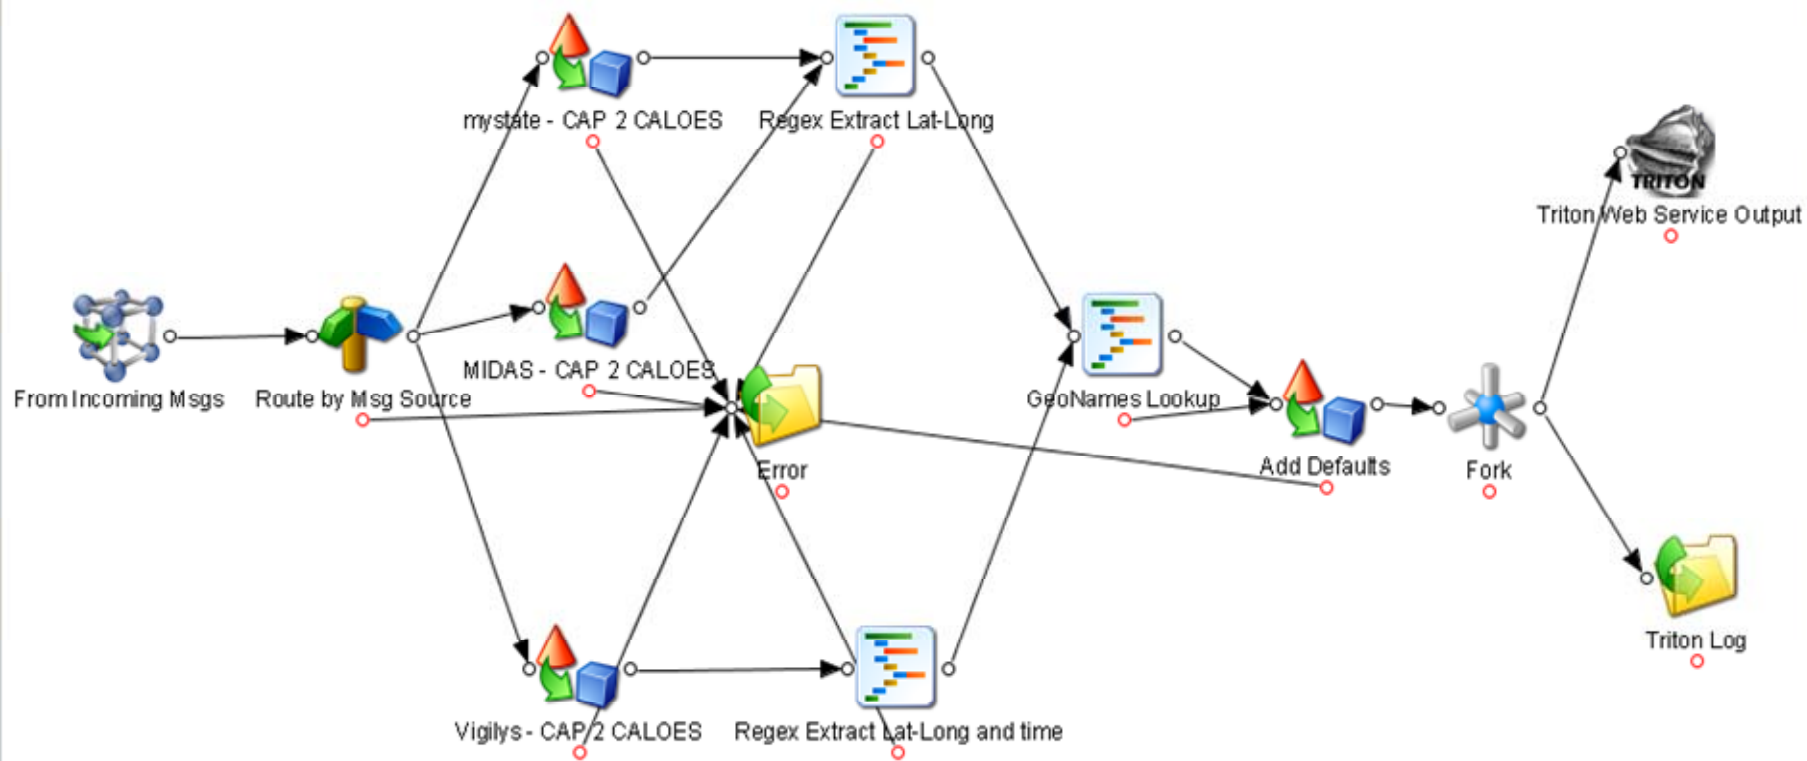 mystate - CAP 2 CALOES
Regex Extract Lat-Long
TRITON
Triton Web Service Output
From Incoming Msgs
Route by Msg Source
MIDAS - CAP 2 CALOES
GeoNames Lookup
Error
Add Defaults
Fork
Triton Log
Vigilys - CAP 2 CALOES
Regex Extract Lat-Long and time